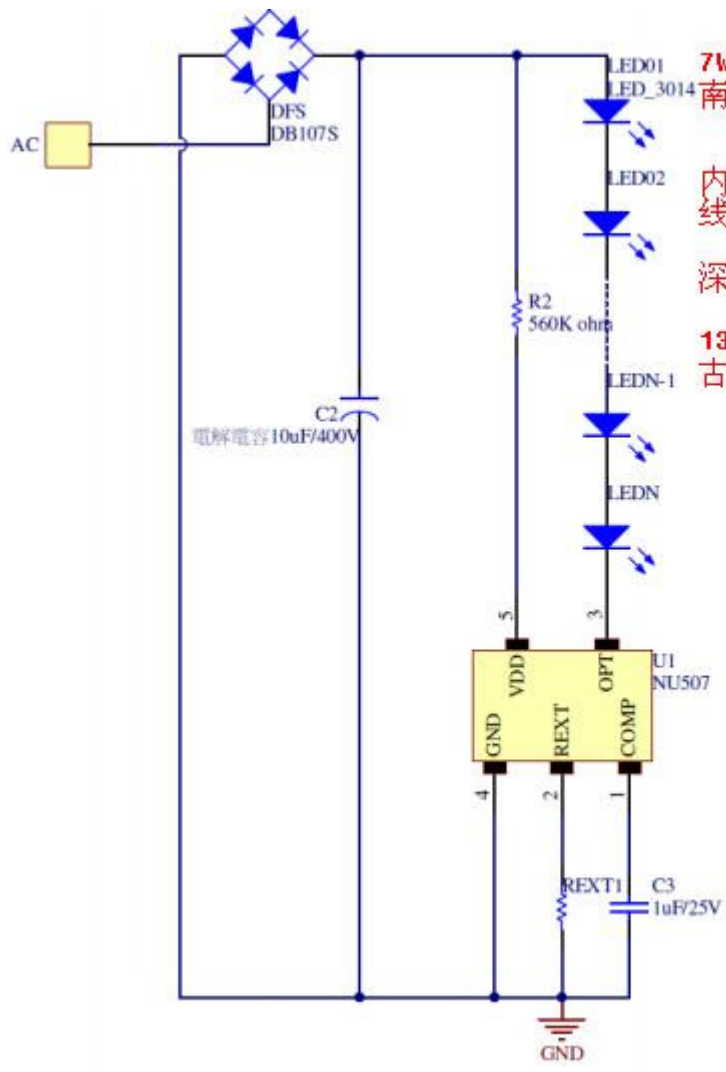 AC
DFS
DB107S
LED01
LED_3014
LED02
R2
560K ohm
LEDN-1
LEDN
C2
電解電容10uF/400V
5
3
VDD
OPT
GND
REXT
COMP
U1
NU507
4
2
1
REXT1
C3
1uF/25V
GND
7W
南
内
线
深
13
古